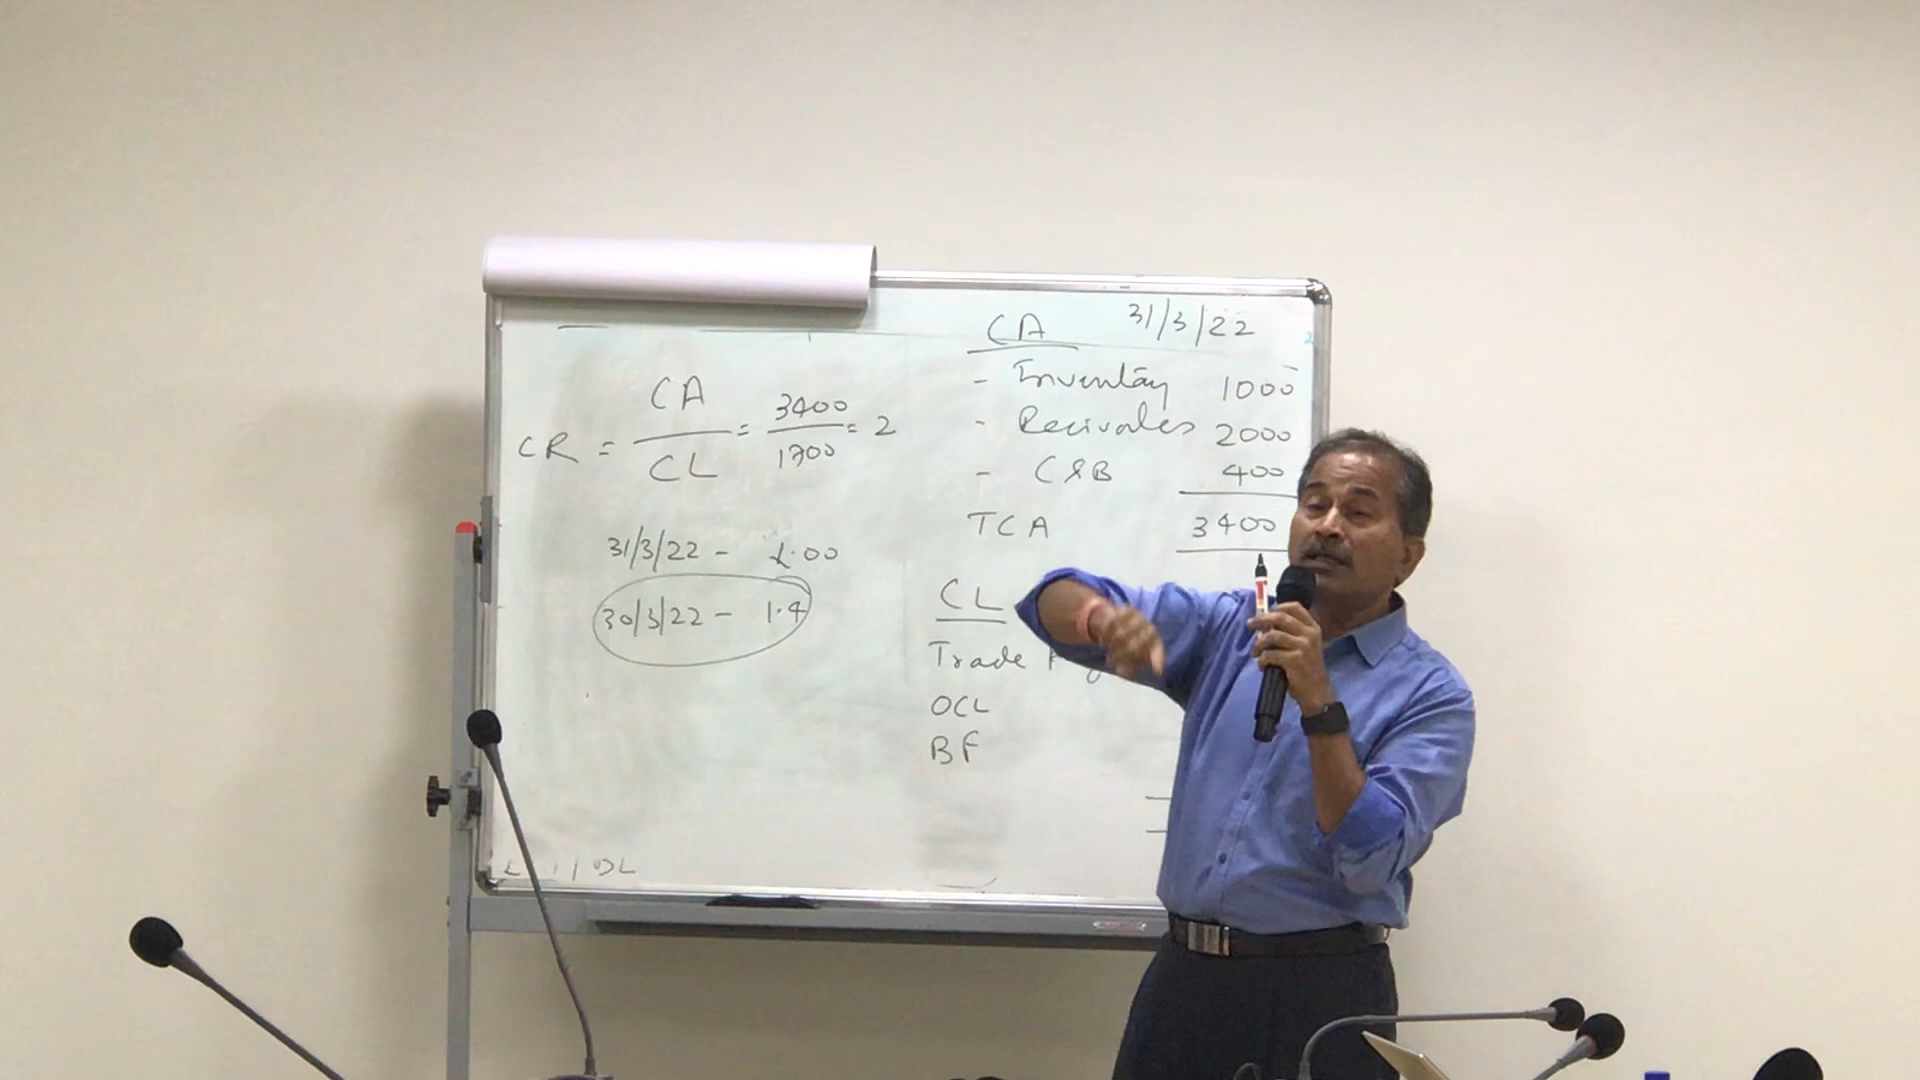 CR = CA / CL = 3400 / 1700 = 2
31/3/22 - 2.00
30/3/22 - 1.4
CA 31/3/22
- Inventory 1000
- Recivales 2000
- C&B 400
TCA 3400
CL
Trade
OCL
BF